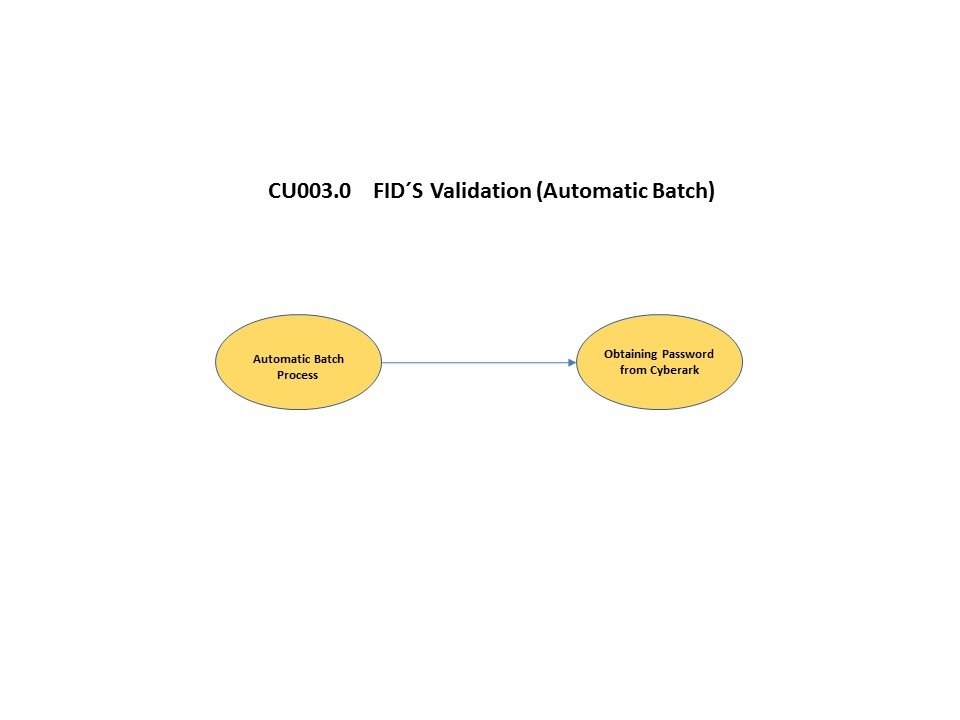 CU003.0 FID´S Validation (Automatic Batch)
Automatic Batch
Process
Obtaining Password
from Cyberark